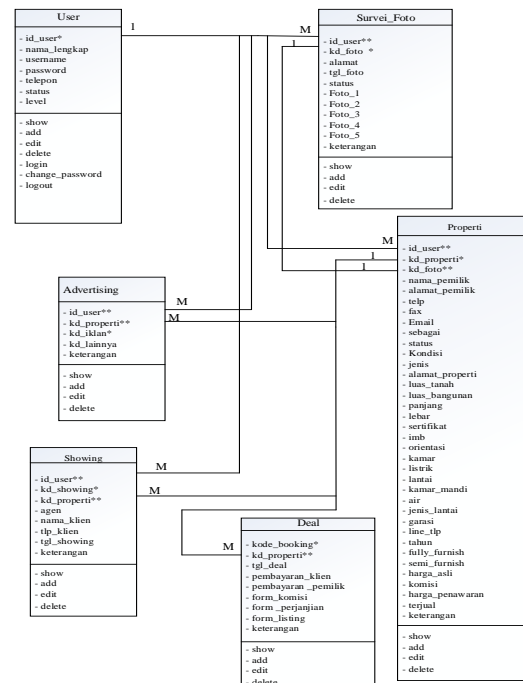 User
- id_user*
- nama_lengkap
- username
- password
- telepon
- status
- level
- show
- add
- edit
- delete
- login
- change_password
- logout
1
M
1
Survei_Foto
- id_user**
- kd_foto *
- alamat
- tgl_foto
- status
- Foto_1
- Foto_2
- Foto_3
- Foto_4
- Foto_5
- keterangan
- show
- add
- edit
- delete
M
1
1
Properti
- id_user**
- kd_properti*
- kd_foto**
- nama_pemilik
- alamat_pemilik
- telp
- fax
- Email
- sebagai
- status
- Kondisi
- jenis
- alamat_properti
- luas_tanah
- luas_bangunan
- panjang
- lebar
- sertifikat
- imb
- orientasi
- kamar
- listrik
- lantai
- kamar_mandi
- air
- jenis_lantai
- garasi
- line_tlp
- tahun
- fully_furnish
- semi_furnish
- harga_asli
- komisi
- harga_penawaran
- terjual
- keterangan
- show
- add
- edit
- delete
Advertising
- id_user**
- kd_properti**
- kd_iklan*
- kd_lainnya
- keterangan
- show
- add
- edit
- delete
M
M
Showing
- id_user**
- kd_showing*
- kd_properti**
- agen
- nama_klien
- tlp_klien
- tgl_showing
- keterangan
- show
- add
- edit
- delete
M
M
M
Deal
- kode_booking*
- kd_properti**
- tgl_deal
- pembayaran_klien
- pembayaran _pemilik
- form_komisi
- form _perjanjian
- form_listing
- keterangan
- show
- add
- edit
- delete